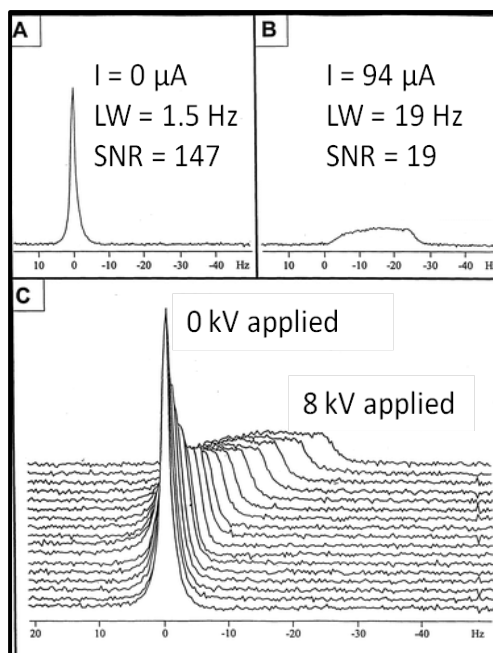 A
I = 0 µA
LW = 1.5 Hz
SNR = 147
10 0 -10 -20 -30 -40 Hz
B
I = 94 µA
LW = 19 Hz
SNR = 19
10 0 -10 -20 -30 -40 Hz
C
0 kV applied
8 kV applied
20 10 0 -10 -20 -30 -40 Hz